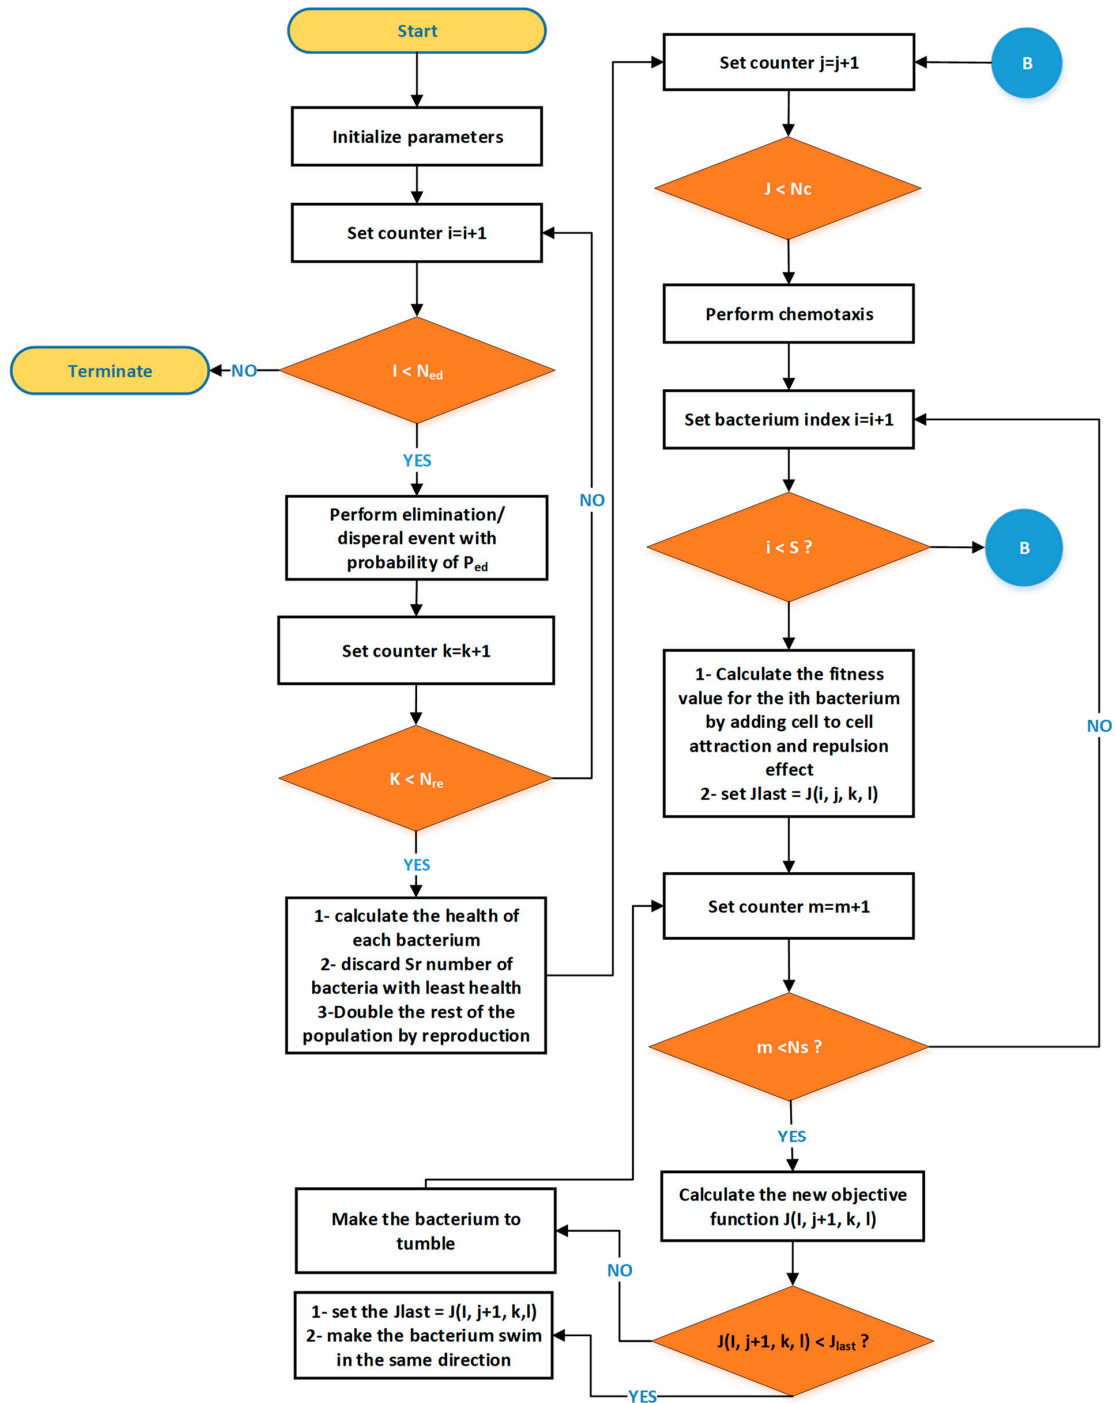 Start
Initialize parameters
Set counter i=i+1
I < Ned
NO
Terminate
YES
Perform elimination/
disperal event with
probability of Ped
Set counter k=k+1
K < Nre
NO
YES
1- calculate the health of
each bacterium
2- discard Sr number of
bacteria with least health
3-Double the rest of the
population by reproduction
Set counter j=j+1
B
J < Nc
Perform chemotaxis
Set bacterium index i=i+1
i < S ?
B
1- Calculate the fitness
value for the ith bacterium
by adding cell to cell
attraction and repulsion
effect
2- set Jlast = J(i, j, k, l)
NO
Set counter m=m+1
m <Ns ?
YES
Calculate the new objective
function J(I, j+1, k, l)
J(I, j+1, k, l) < Jlast ?
NO
Make the bacterium to
tumble
YES
1- set the Jlast = J(I, j+1, k,l)
2- make the bacterium swim
in the same direction